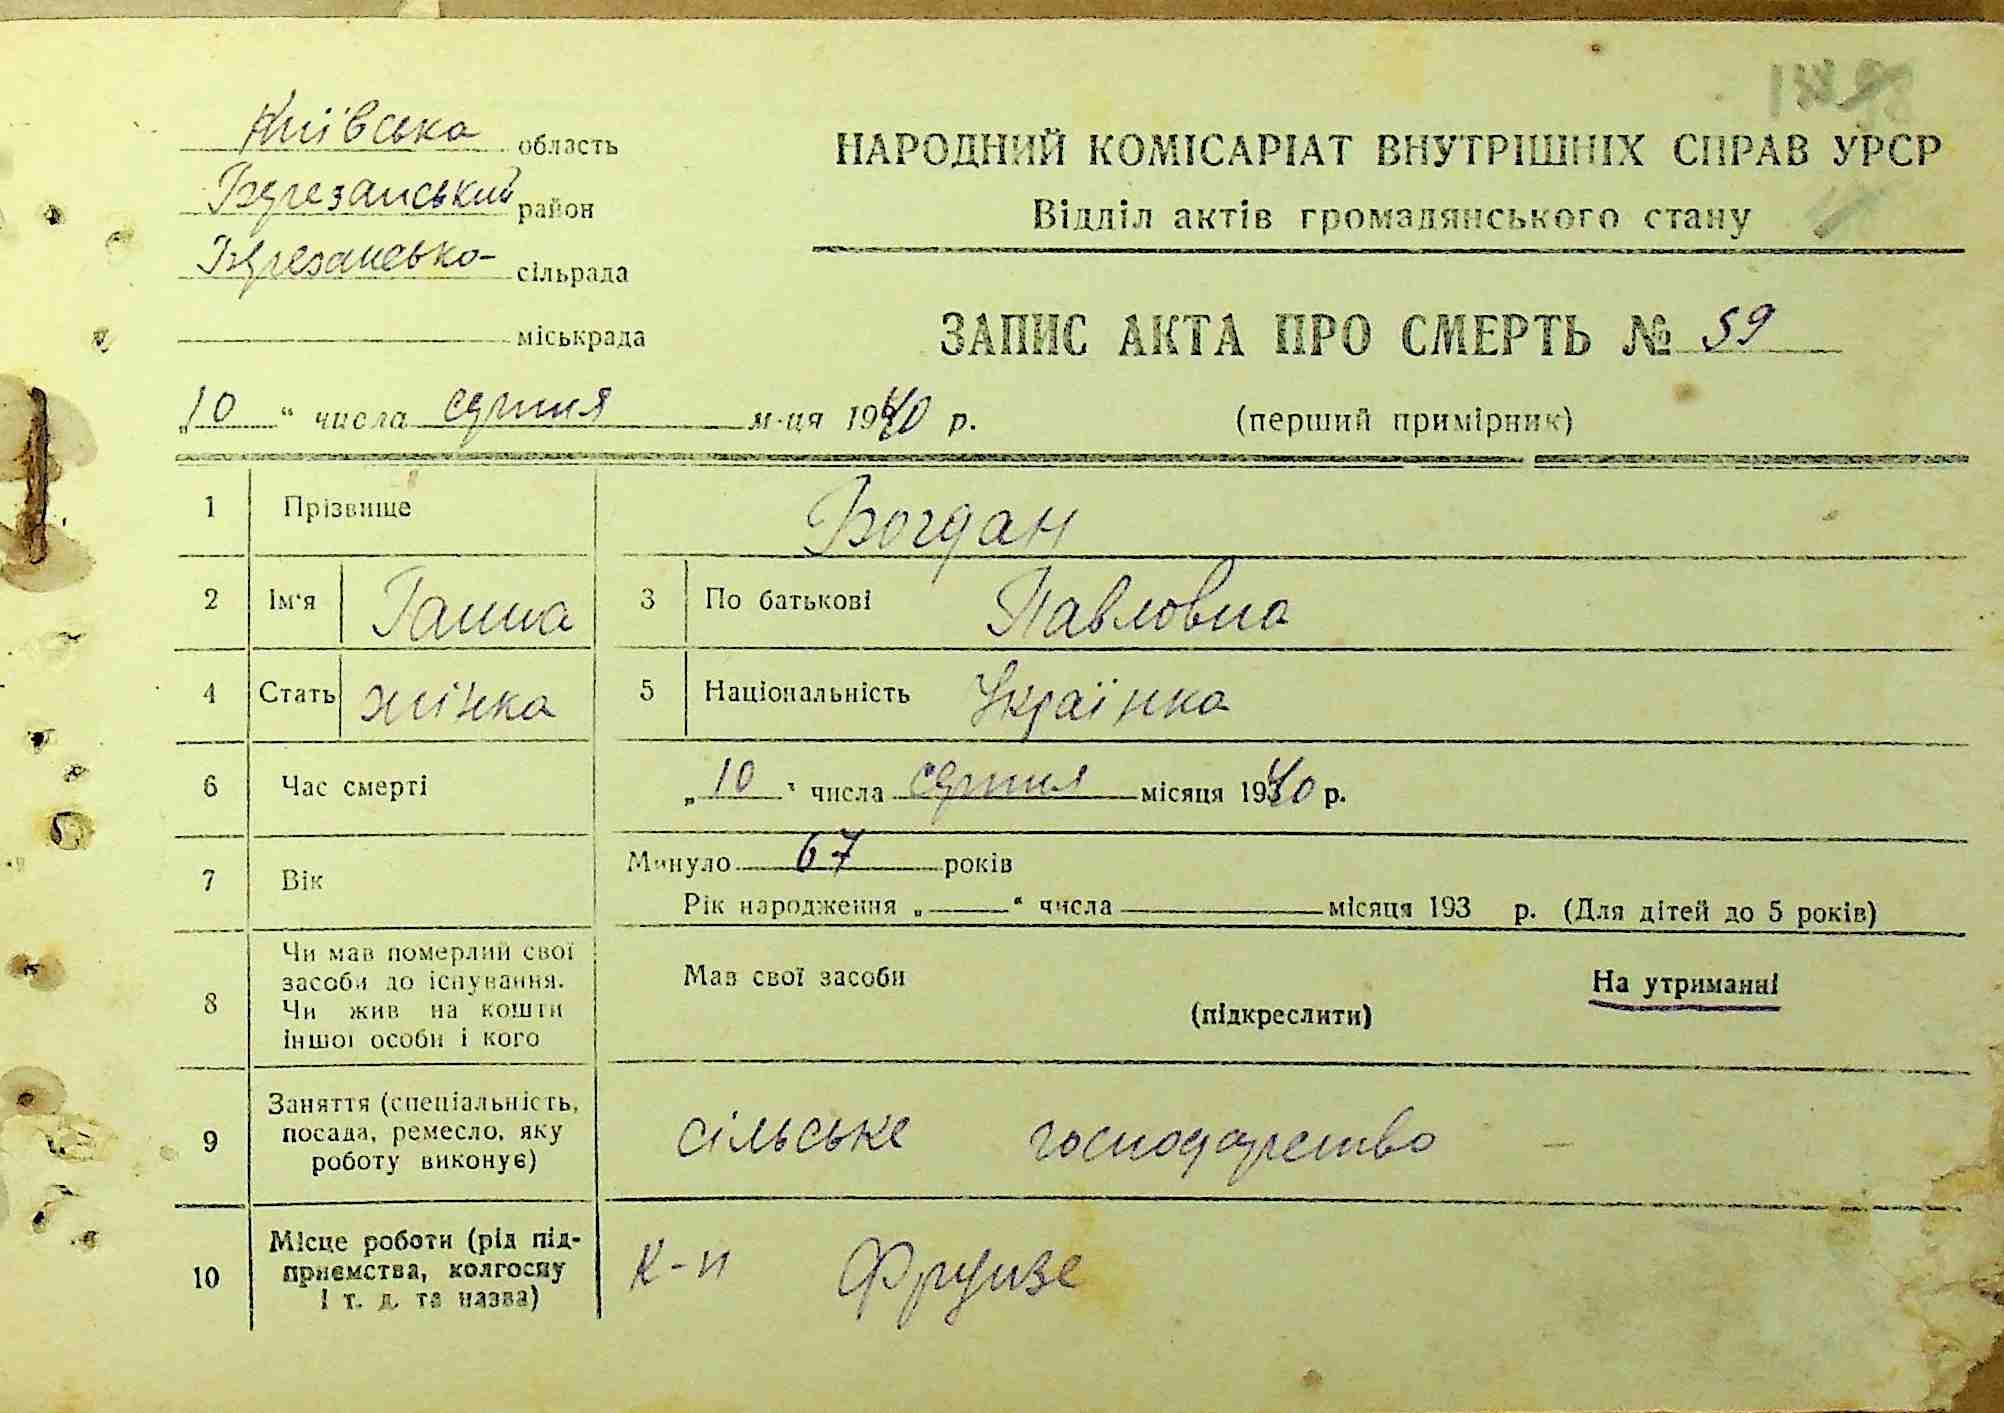 Київська область
Березанський район
Березансько- сільрада
міськрада
НАРОДНИЙ КОМІСАРІАТ ВНУТРІШНІХ СПРАВ УРСР
Відділ актів громадянського стану
ЗАПИС АКТА ПРО СМЕРТЬ № 59
„10" числа серпня м-ця 1940 р.
(перший примірник)
1 Прізвище Богдан
2 Ім'я Ганна 3 По батькові Павловна
4 Стать жінка 5 Національність Українка
6 Час смерті „10" числа серпня місяця 1940 р.
7 Вік Минуло 67 років
Рік народження „ " числа місяця 193 р. (Для дітей до 5 років)
8 Чи мав померлий свої
засоби до існування.
Чи жив на кошти
іншої особи і кого
Мав свої засоби
(підкреслити)
На утриманні
9 Заняття (спеціальність,
посада, ремесло, яку
роботу виконує)
сільське господарство -
10 Місце роботи (рід під-
приємства, колгоспу
і т. д. та назва)
к-п Фрунзе